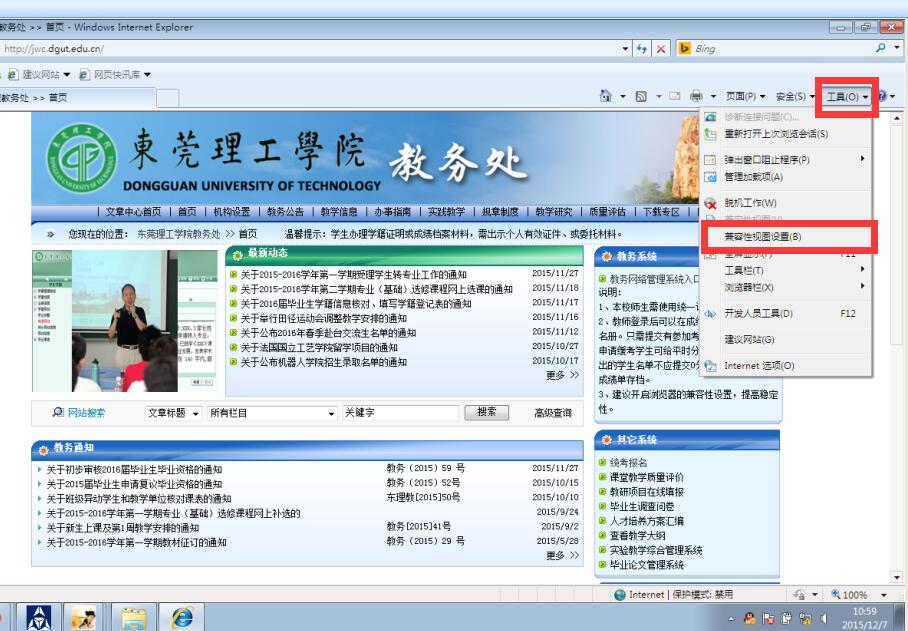 教务处 >> 首页 - Windows Internet Explorer
http://jwc.dgut.edu.cn/
Bing
建议网站
网页快讯库
教务处 >> 首页
页面(P)
安全(S)
工具(O)
诊断连接问题(C)...
重新打开上次浏览会话(S)
弹出窗口阻止程序(P)
管理加载项(A)
脱机工作(W)
兼容性视图(V)
兼容性视图设置(B)
全屏显示(F) F11
工具栏(T)
浏览器栏(X)
开发人员工具(D) F12
建议网站(G)
Internet 选项(O)
東莞理工學院 教务处
DONGGUAN UNIVERSITY OF TECHNOLOGY
| 文章中心首页 | 首页 | 机构设置 | 教务公告 | 教学信息 | 办事指南 | 实践教学 | 规章制度 | 教学研究 | 质量评估 | 下载专区 |
您现在的位置: 东莞理工学院教务处 >> 首页
温馨提示：学生办理学籍证明或成绩档案材料，需出示个人有效证件、或委托材料。
最新动态
关于2015-2016学年第一学期受理学生转专业工作的通知 2015/11/27
关于2015-2016学年第二学期专业（基础）选修课程网上选课的通知 2015/11/18
关于2016届毕业生学籍信息核对、填写学籍登记表的通知 2015/11/17
关于举行田径运动会调整教学安排的通知 2015/11/16
关于公布2016年春季赴台交流生名单的通知 2015/11/12
关于法国国立工艺学院留学项目的通知 2015/10/27
关于公布机器人学院招生录取名单的通知 2015/10/17
更多 >>
教务系统
教务网络管理系统入口
说明:
1、本校师生需使用统一
2、教师登录后可以在成绩
名册。只需提交有参加考
申请缓考学生可给平时分
出的学生名单不应提交0分
成绩单存档。
3、建议开启浏览器的兼容性设置，提高稳定
性。
网站搜索
文章标题
所有栏目
关键字
搜索
高级查询
教务通知
关于初步审核2016届毕业生毕业资格的通知 教务（2015）59 号 2015/11/27
关于2015届毕业生申请复议毕业资格的通知 教务（2015）52号 2015/10/15
关于班级异动学生和教学单位核对课表的通知 东理教[2015]50号 2015/10/10
关于2015-2016学年第一学期专业（基础）选修课程网上补选的 2015/9/24
关于新生上课及第1周教学安排的通知 教务[2015]41号 2015/9/2
关于2015-2016学年第一学期教材征订的通知 教务（2015）29 号 2015/5/28
更多 >>
其它系统
统考报名
课堂教学质量评价
教研项目在线填报
毕业生调查问卷
人才培养方案汇编
查看教学大纲
实验教学综合管理系统
毕业论文管理系统
Internet | 保护模式: 禁用
100%
10:59
2015/12/7